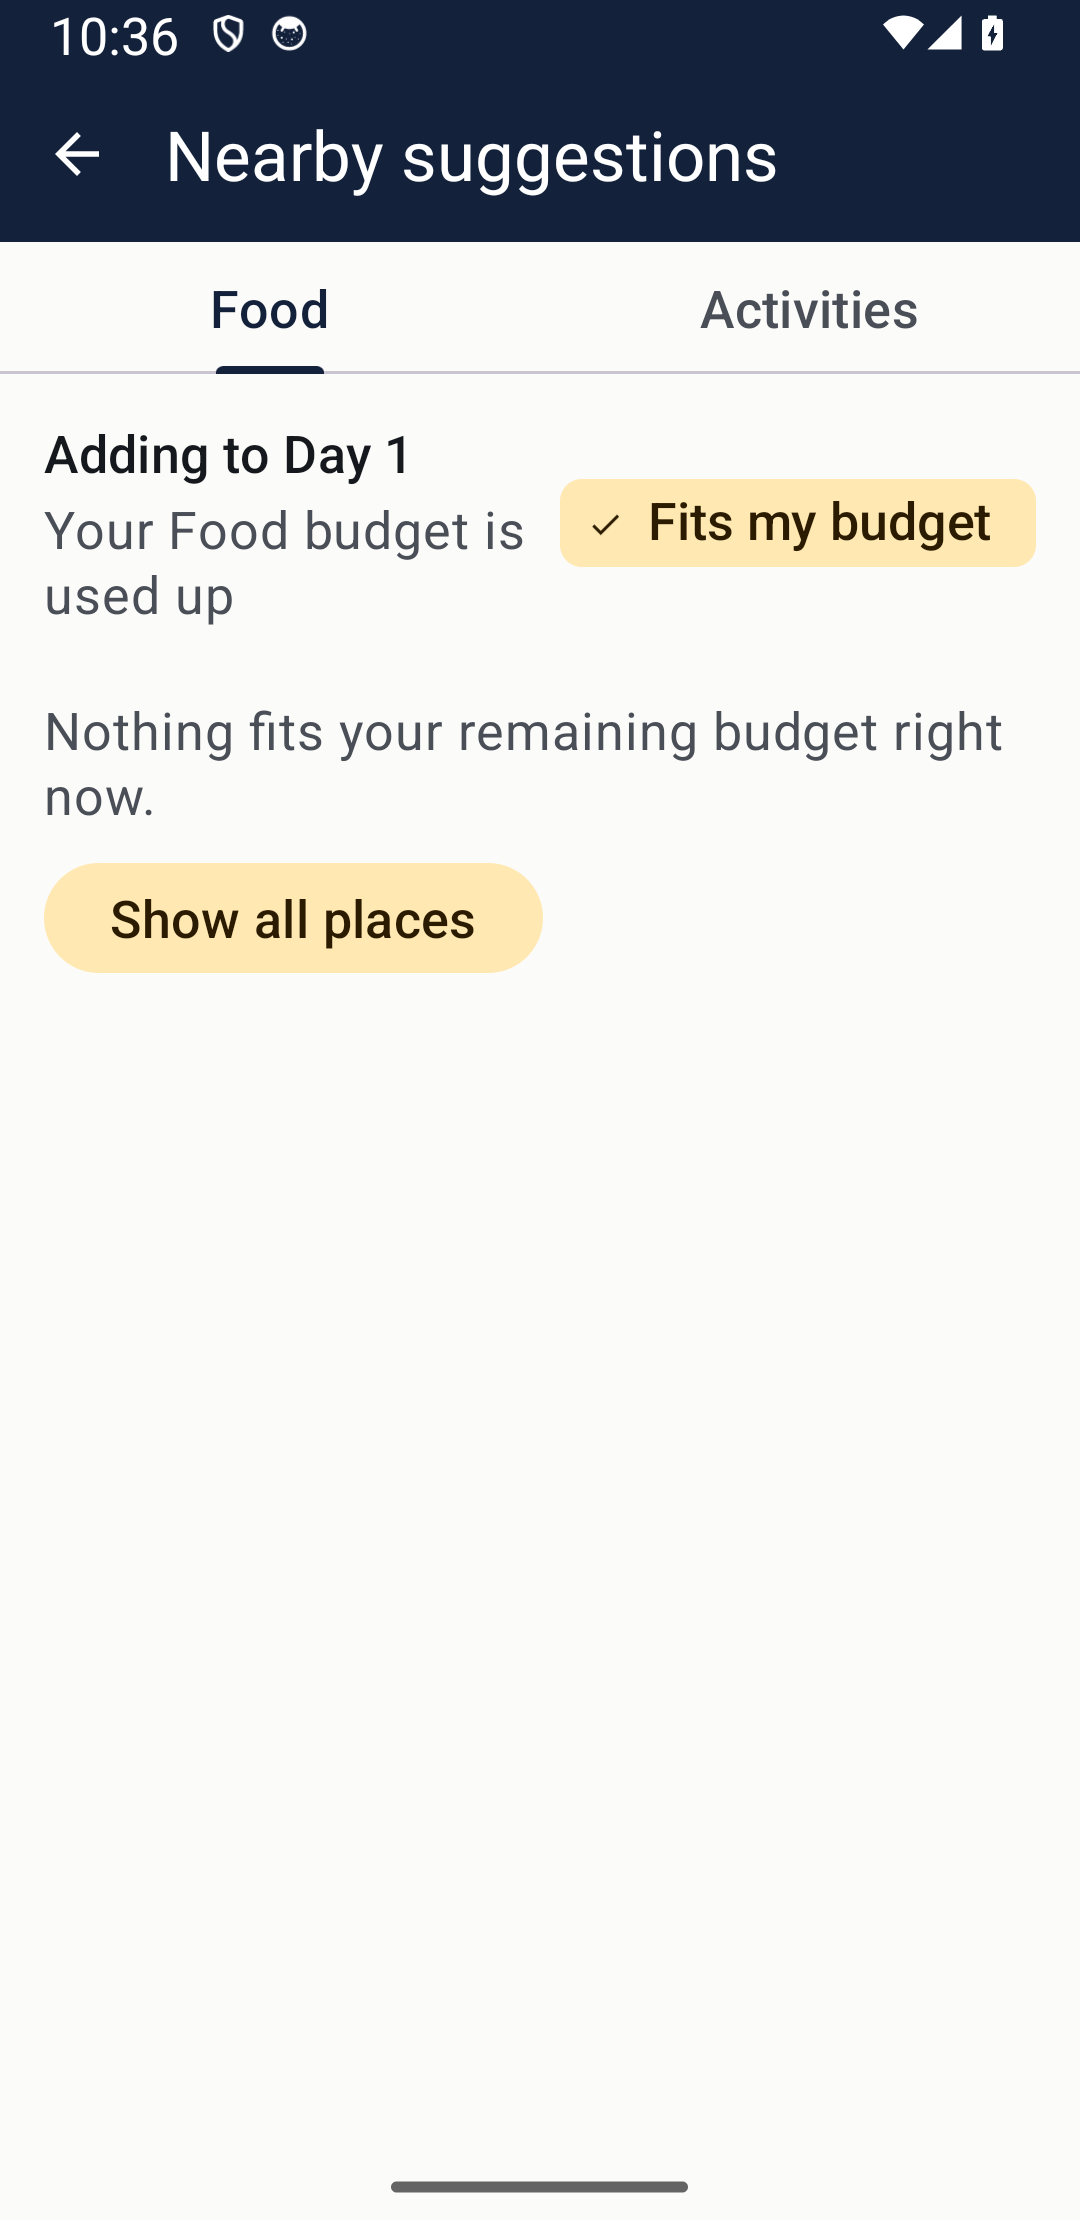 10:36
Nearby suggestions
Food
Activities
Adding to Day 1
Your Food budget is
used up
Fits my budget
Nothing fits your remaining budget right
now.
Show all places